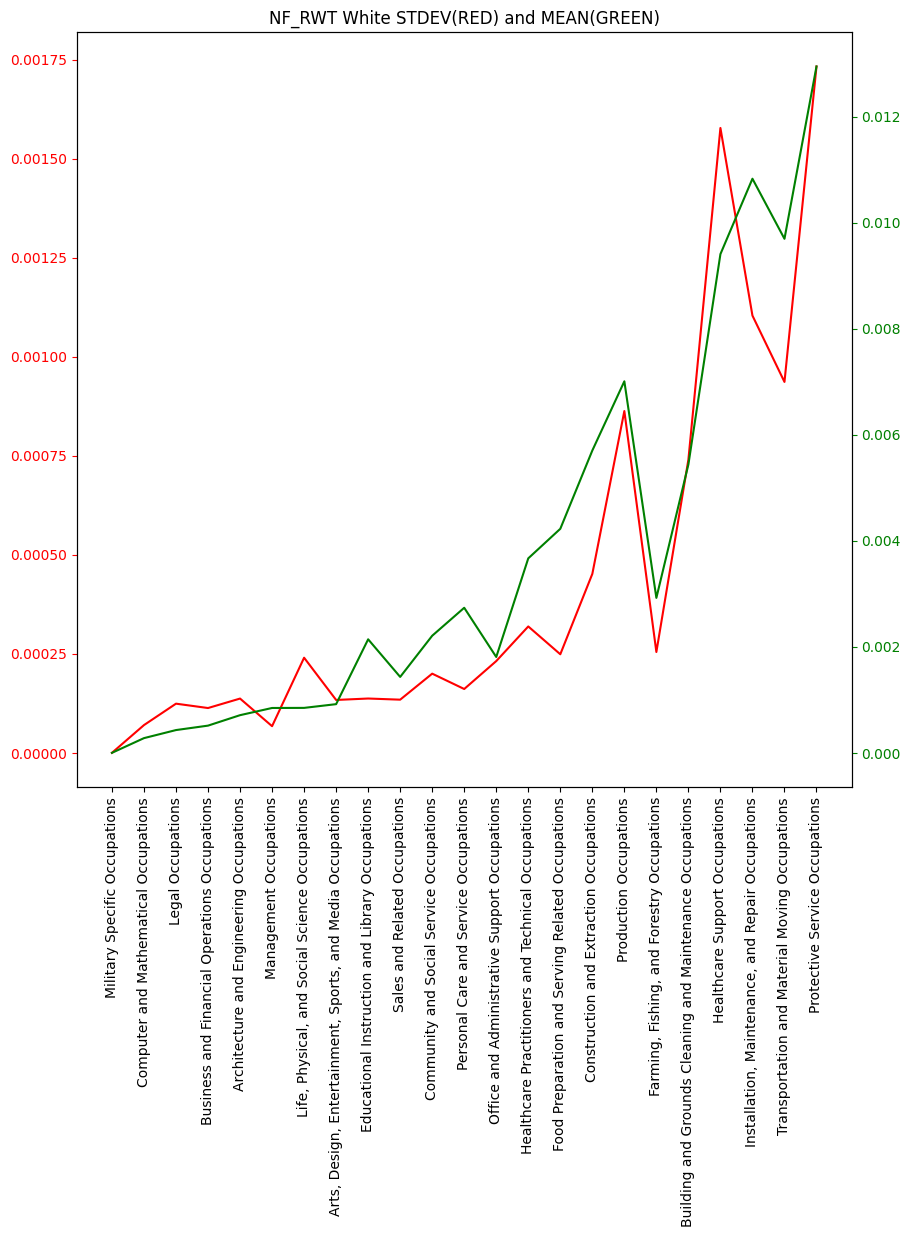 NF_RWT White STDEV(RED) and MEAN(GREEN)
0.00175
0.00150
0.00125
0.00100
0.00075
0.00050
0.00025
0.00000
0.012
0.010
0.008
0.006
0.004
0.002
0.000
Military Specific Occupations
Computer and Mathematical Occupations
Legal Occupations
Business and Financial Operations Occupations
Architecture and Engineering Occupations
Management Occupations
Life, Physical, and Social Science Occupations
Arts, Design, Entertainment, Sports, and Media Occupations
Educational Instruction and Library Occupations
Sales and Related Occupations
Community and Social Service Occupations
Personal Care and Service Occupations
Office and Administrative Support Occupations
Healthcare Practitioners and Technical Occupations
Food Preparation and Serving Related Occupations
Construction and Extraction Occupations
Production Occupations
Farming, Fishing, and Forestry Occupations
Building and Grounds Cleaning and Maintenance Occupations
Healthcare Support Occupations
Installation, Maintenance, and Repair Occupations
Transportation and Material Moving Occupations
Protective Service Occupations